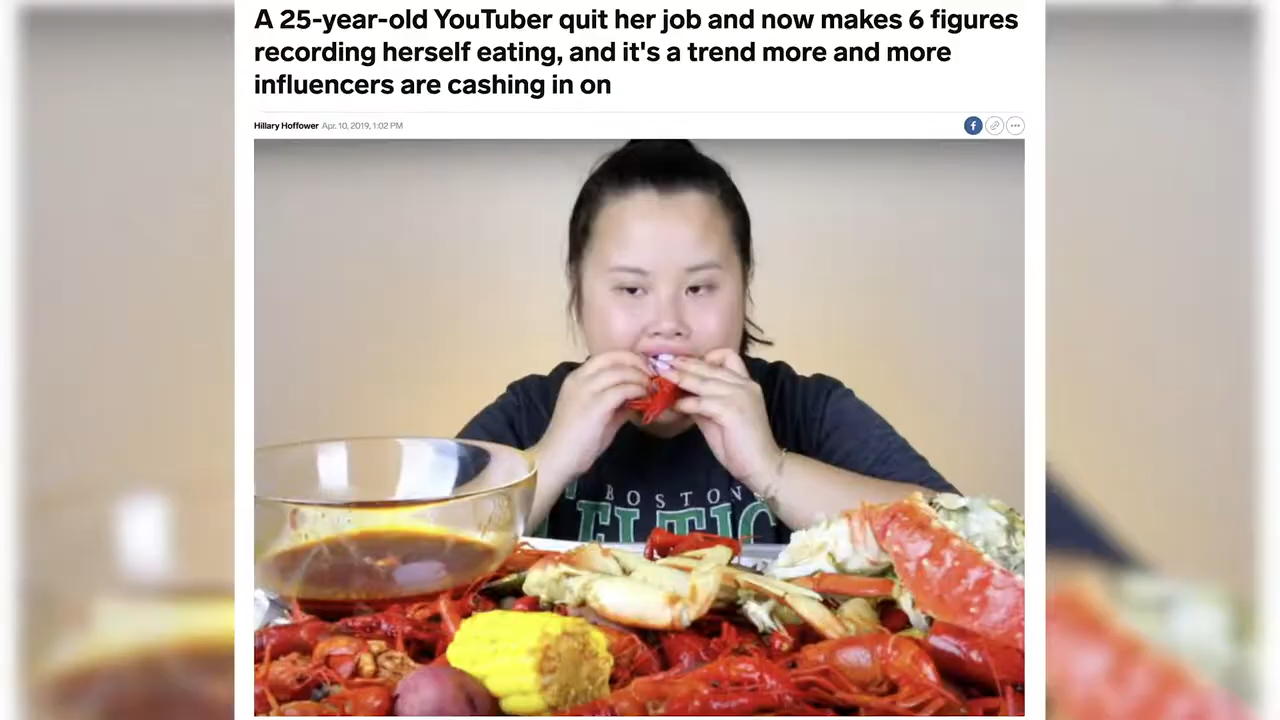 A 25-year-old YouTuber quit her job and now makes 6 figures
recording herself eating, and it's a trend more and more
influencers are cashing in on
Hillary Hoffower Apr. 10, 2019, 1:02 PM
BOSTON
CELTIC